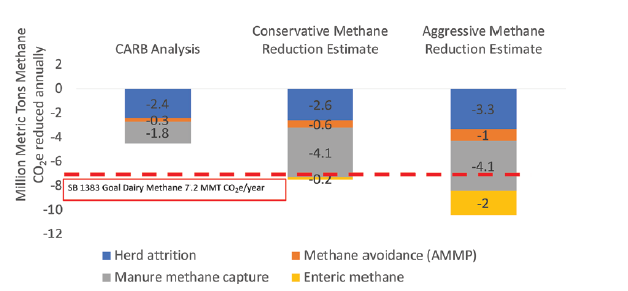 Conservative Methane
Aggressive Methane
CARB Analysis
Reduction Estimate
Reduction Estimate
Million Metric Tons Methane
CO₂e reduced annually
2
0
-2
-4
-6
-8
-10
-12
-2.4
-0.3
-1.8
-2.6
-0.6
-4.1
-0.2
-3.3
-1
-4.1
-2
SB 1383 Goal Dairy Methane 7.2 MMT CO₂e/year
Herd attrition
Methane avoidance (AMMP)
Manure methane capture
Enteric methane